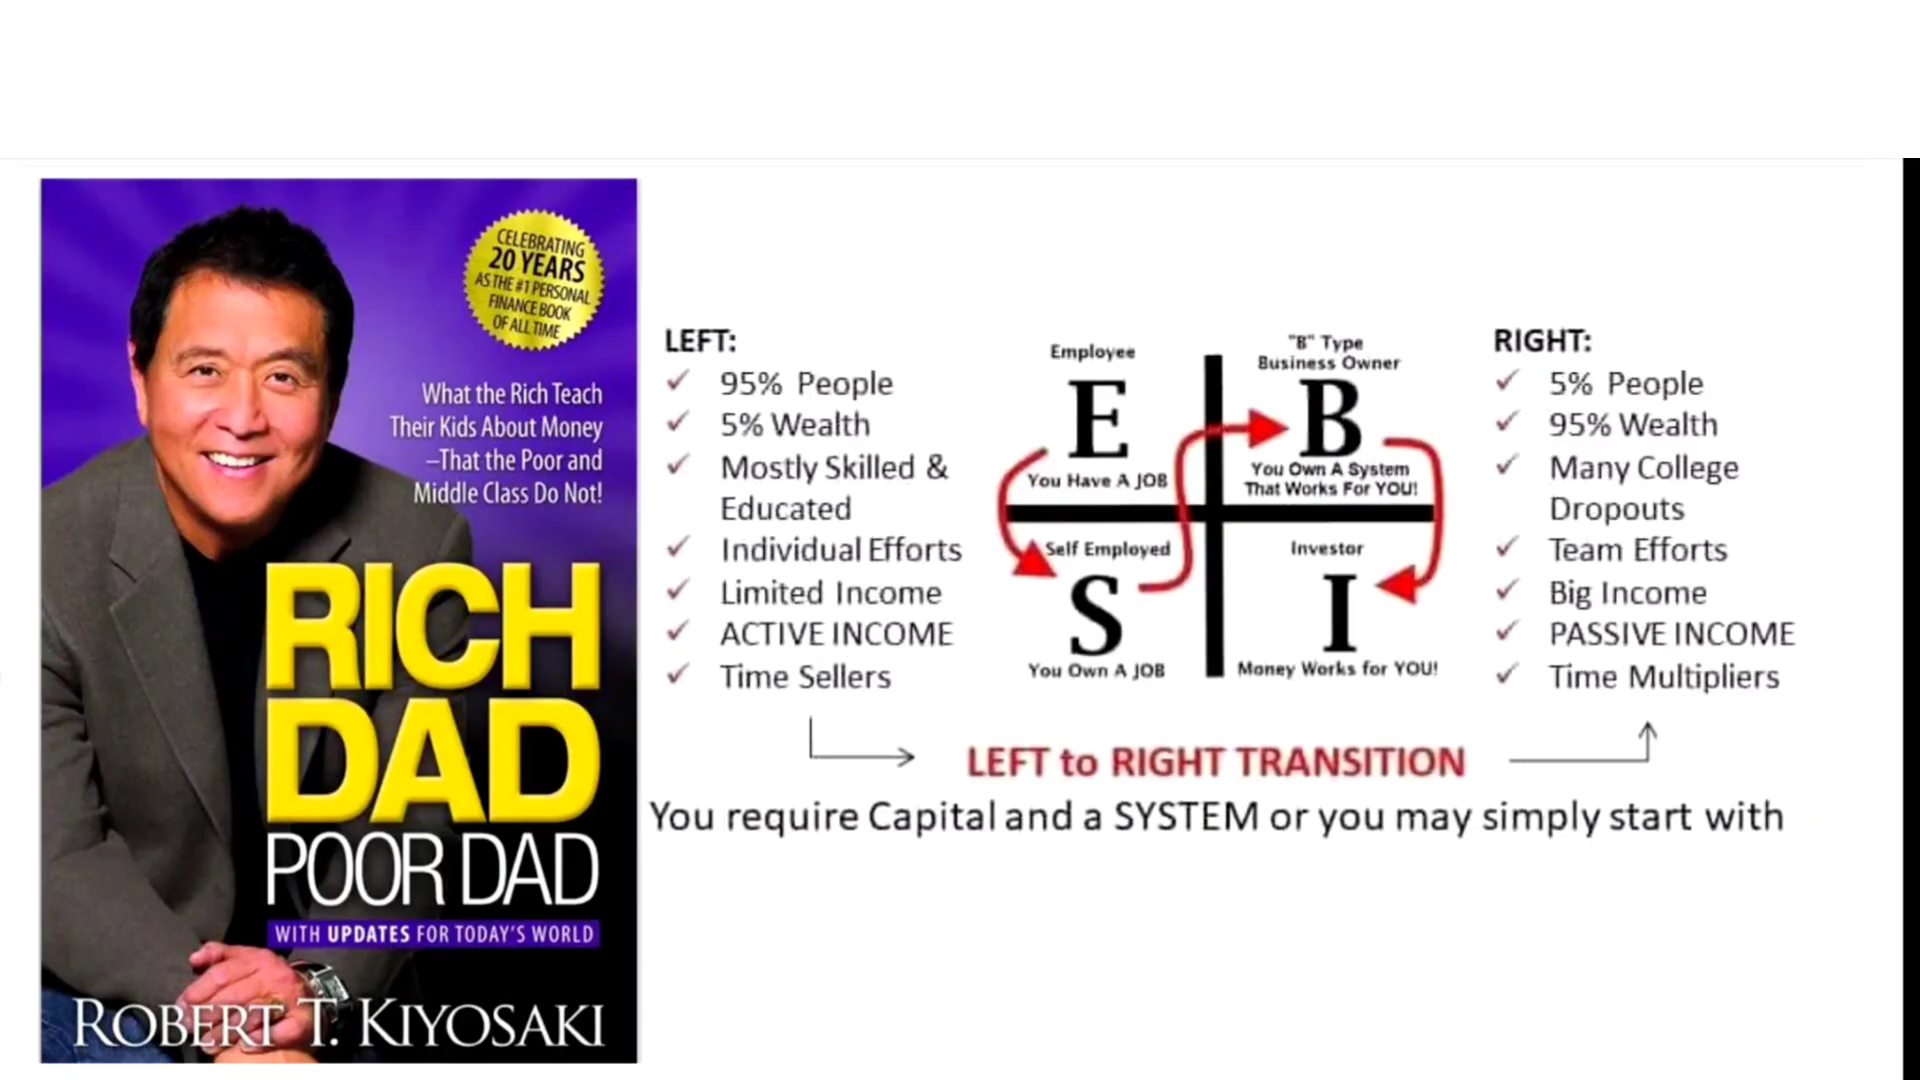 CELEBRATING
20 YEARS
AS THE #1 PERSONAL
FINANCE BOOK
OF ALL TIME
What the Rich Teach
Their Kids About Money
–That the Poor and
Middle Class Do Not!
RICH
DAD
POOR DAD
WITH UPDATES FOR TODAY'S WORLD
ROBERT T. KIYOSAKI
LEFT:
95% People
5% Wealth
Mostly Skilled &
Educated
Individual Efforts
Limited Income
ACTIVE INCOME
Time Sellers
Employee
E
You Have A JOB
"B" Type
Business Owner
B
You Own A System
That Works For YOU!
Self Employed
S
You Own A JOB
Investor
I
Money Works for YOU!
RIGHT:
5% People
95% Wealth
Many College
Dropouts
Team Efforts
Big Income
PASSIVE INCOME
Time Multipliers
LEFT to RIGHT TRANSITION
You require Capital and a SYSTEM or you may simply start with